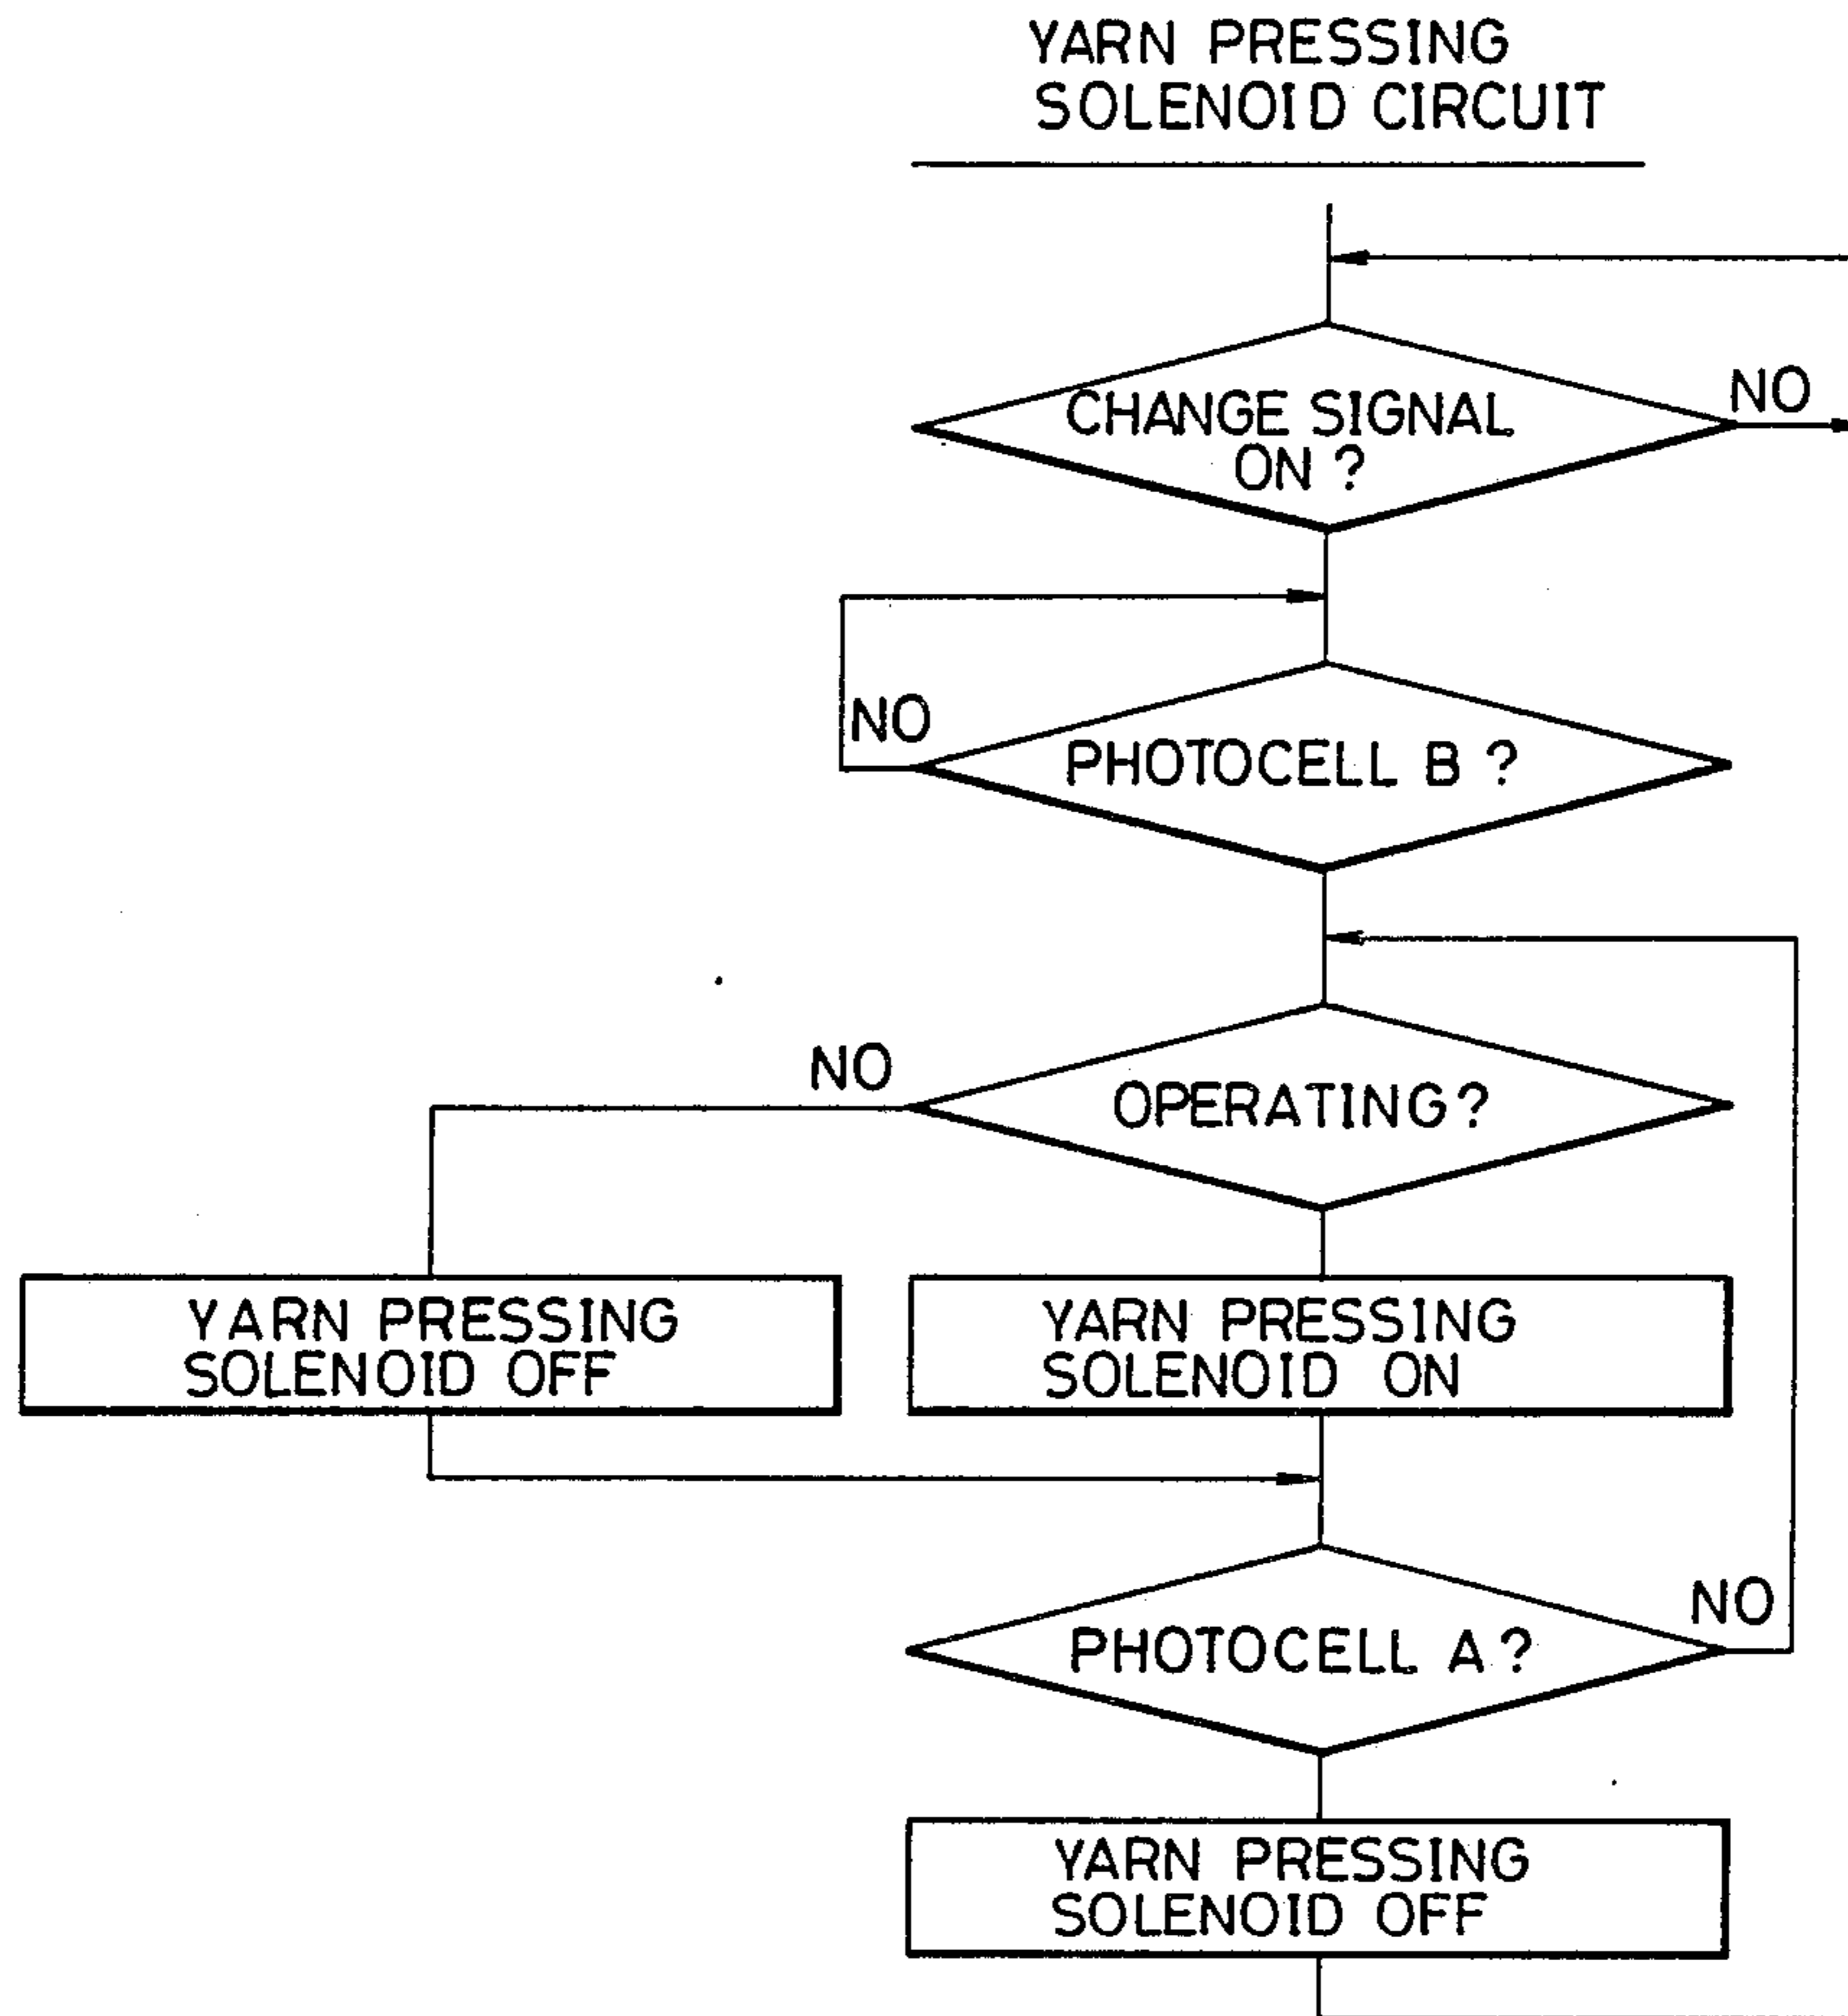 YARN PRESSING
SOLENOID CIRCUIT
CHANGE SIGNAL
ON ?
NO
NO
PHOTOCELL B ?
NO
OPERATING?
YARN PRESSING
SOLENOID OFF
YARN PRESSING
SOLENOID ON
PHOTOCELL A ?
NO
YARN PRESSING
SOLENOID OFF